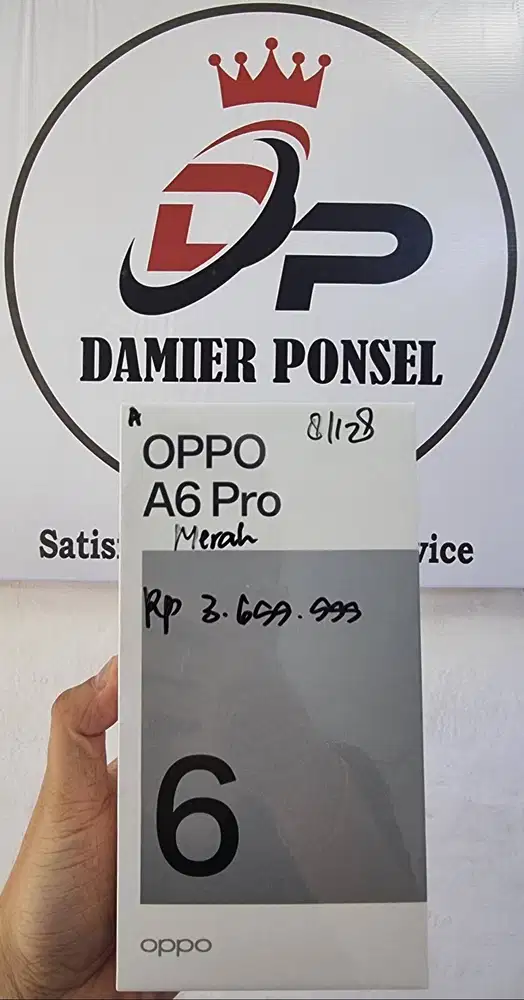 DP
DAMIER PONSEL
Satis
vice
A
8/128
OPPO
A6 Pro
Merah
Rp 3.699.999
6
oppo